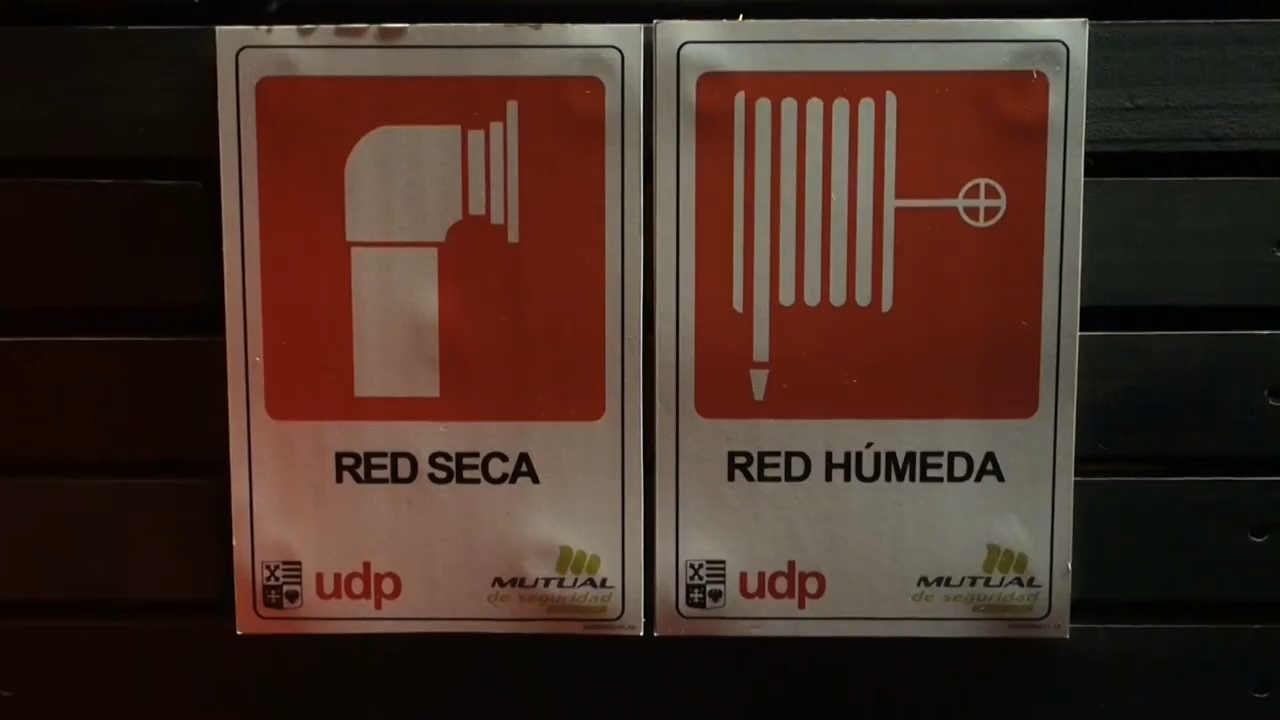 RED SECA
udp
MUTUAL
de seguridad
RED HÚMEDA
udp
MUTUAL
de seguridad